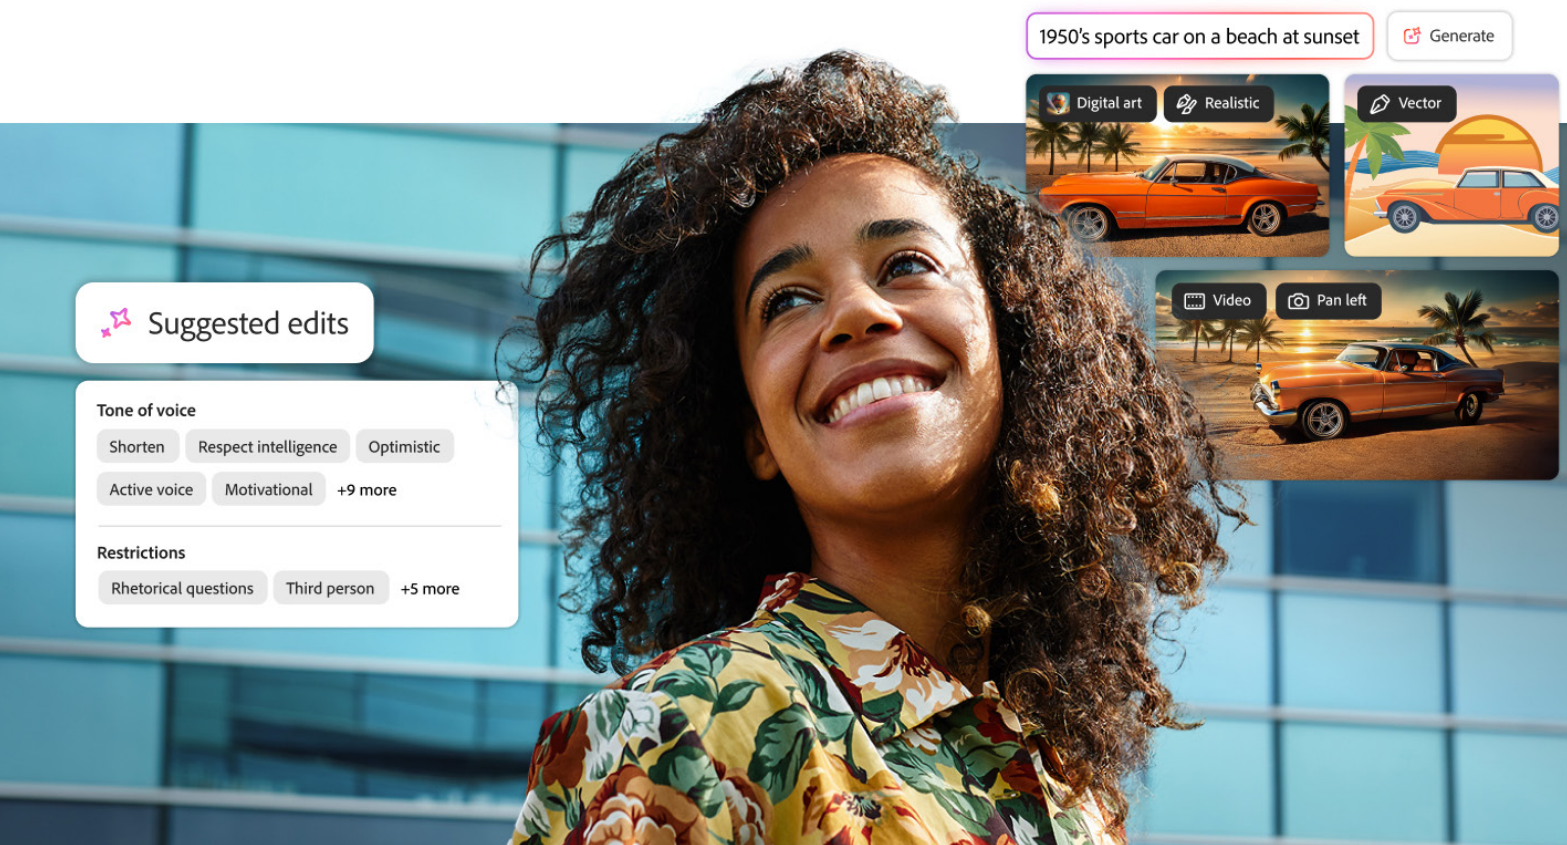 1950's sports car on a beach at sunset
Generate
Digital art
Realistic
Vector
Video
Pan left
Suggested edits
Tone of voice
Shorten
Respect intelligence
Optimistic
Active voice
Motivational
+9 more
Restrictions
Rhetorical questions
Third person
+5 more